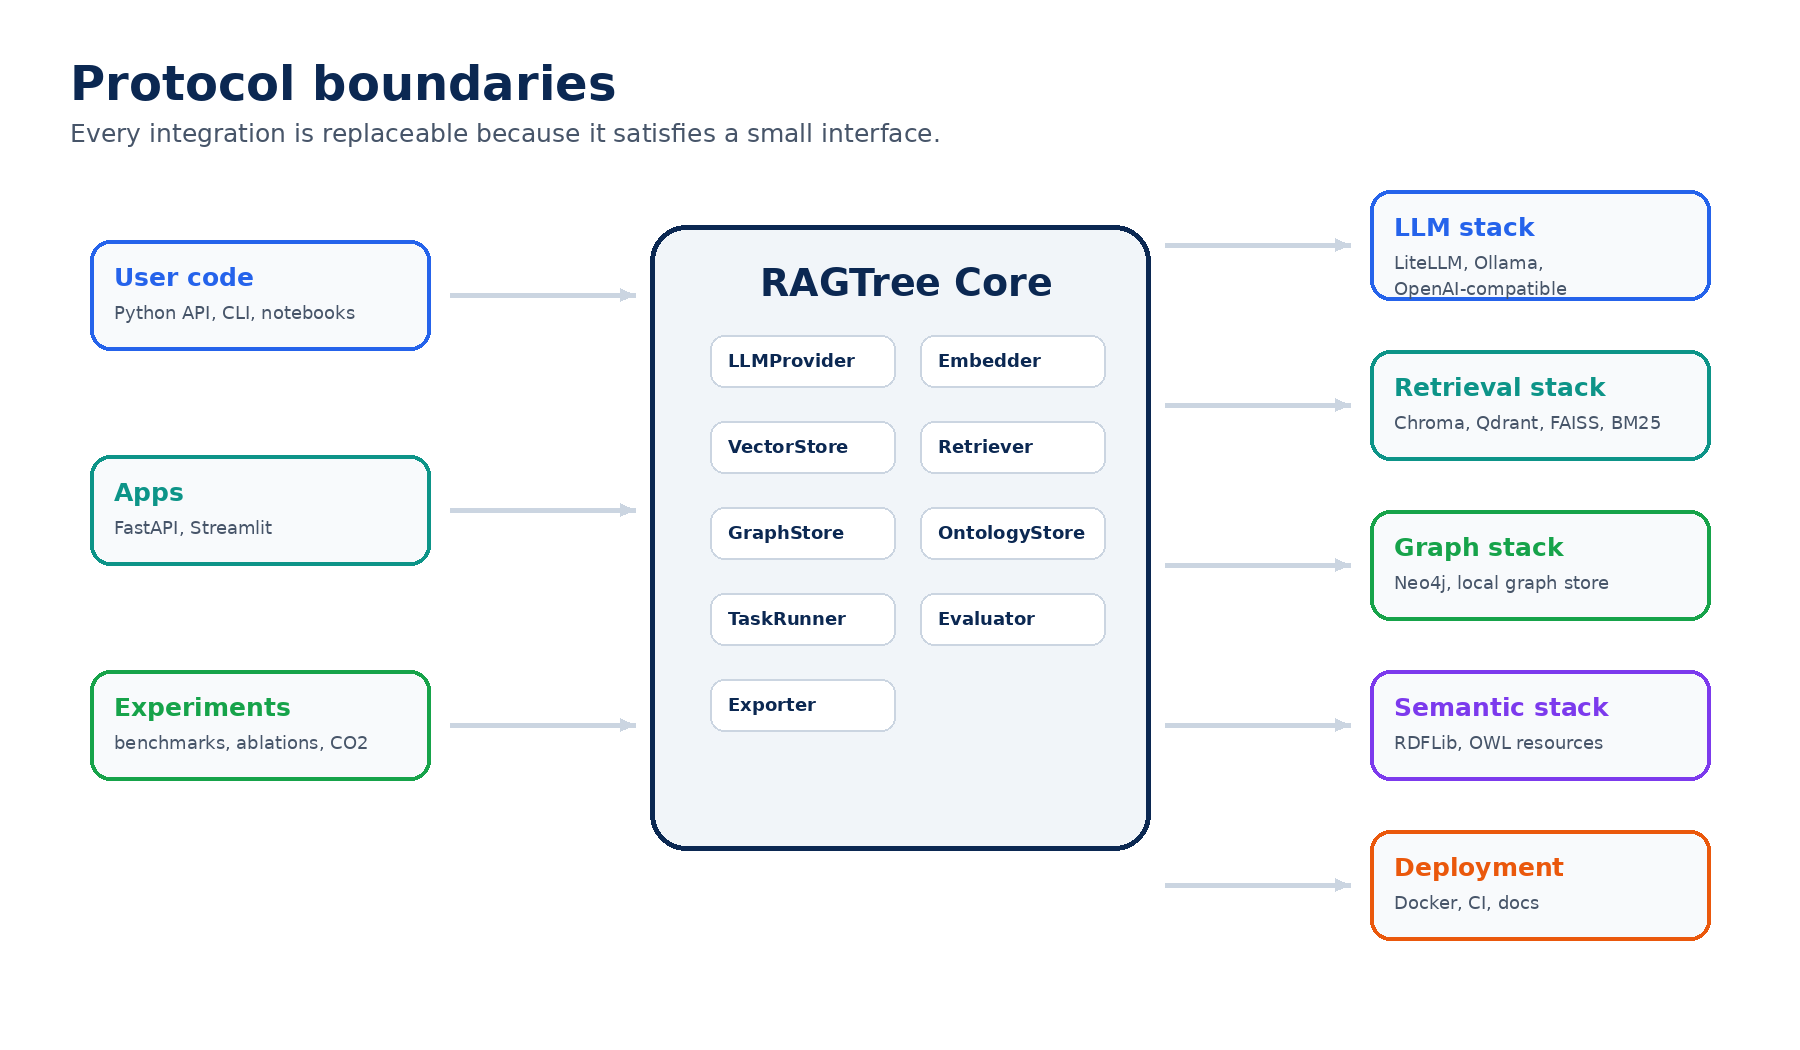 Protocol boundaries
Every integration is replaceable because it satisfies a small interface.
User code
Python API, CLI, notebooks
Apps
FastAPI, Streamlit
Experiments
benchmarks, ablations, CO2
RAGTree Core
LLMProvider
Embedder
VectorStore
Retriever
GraphStore
OntologyStore
TaskRunner
Evaluator
Exporter
LLM stack
LiteLLM, Ollama,
OpenAI-compatible
Retrieval stack
Chroma, Qdrant, FAISS, BM25
Graph stack
Neo4j, local graph store
Semantic stack
RDFLib, OWL resources
Deployment
Docker, CI, docs